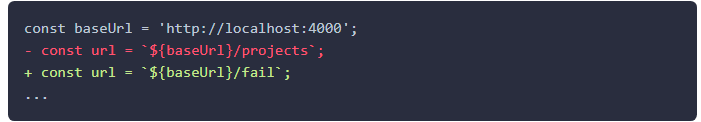 const baseUrl = 'http://localhost:4000';
- const url = `${baseUrl}/projects`;
+ const url = `${baseUrl}/fail`;
...